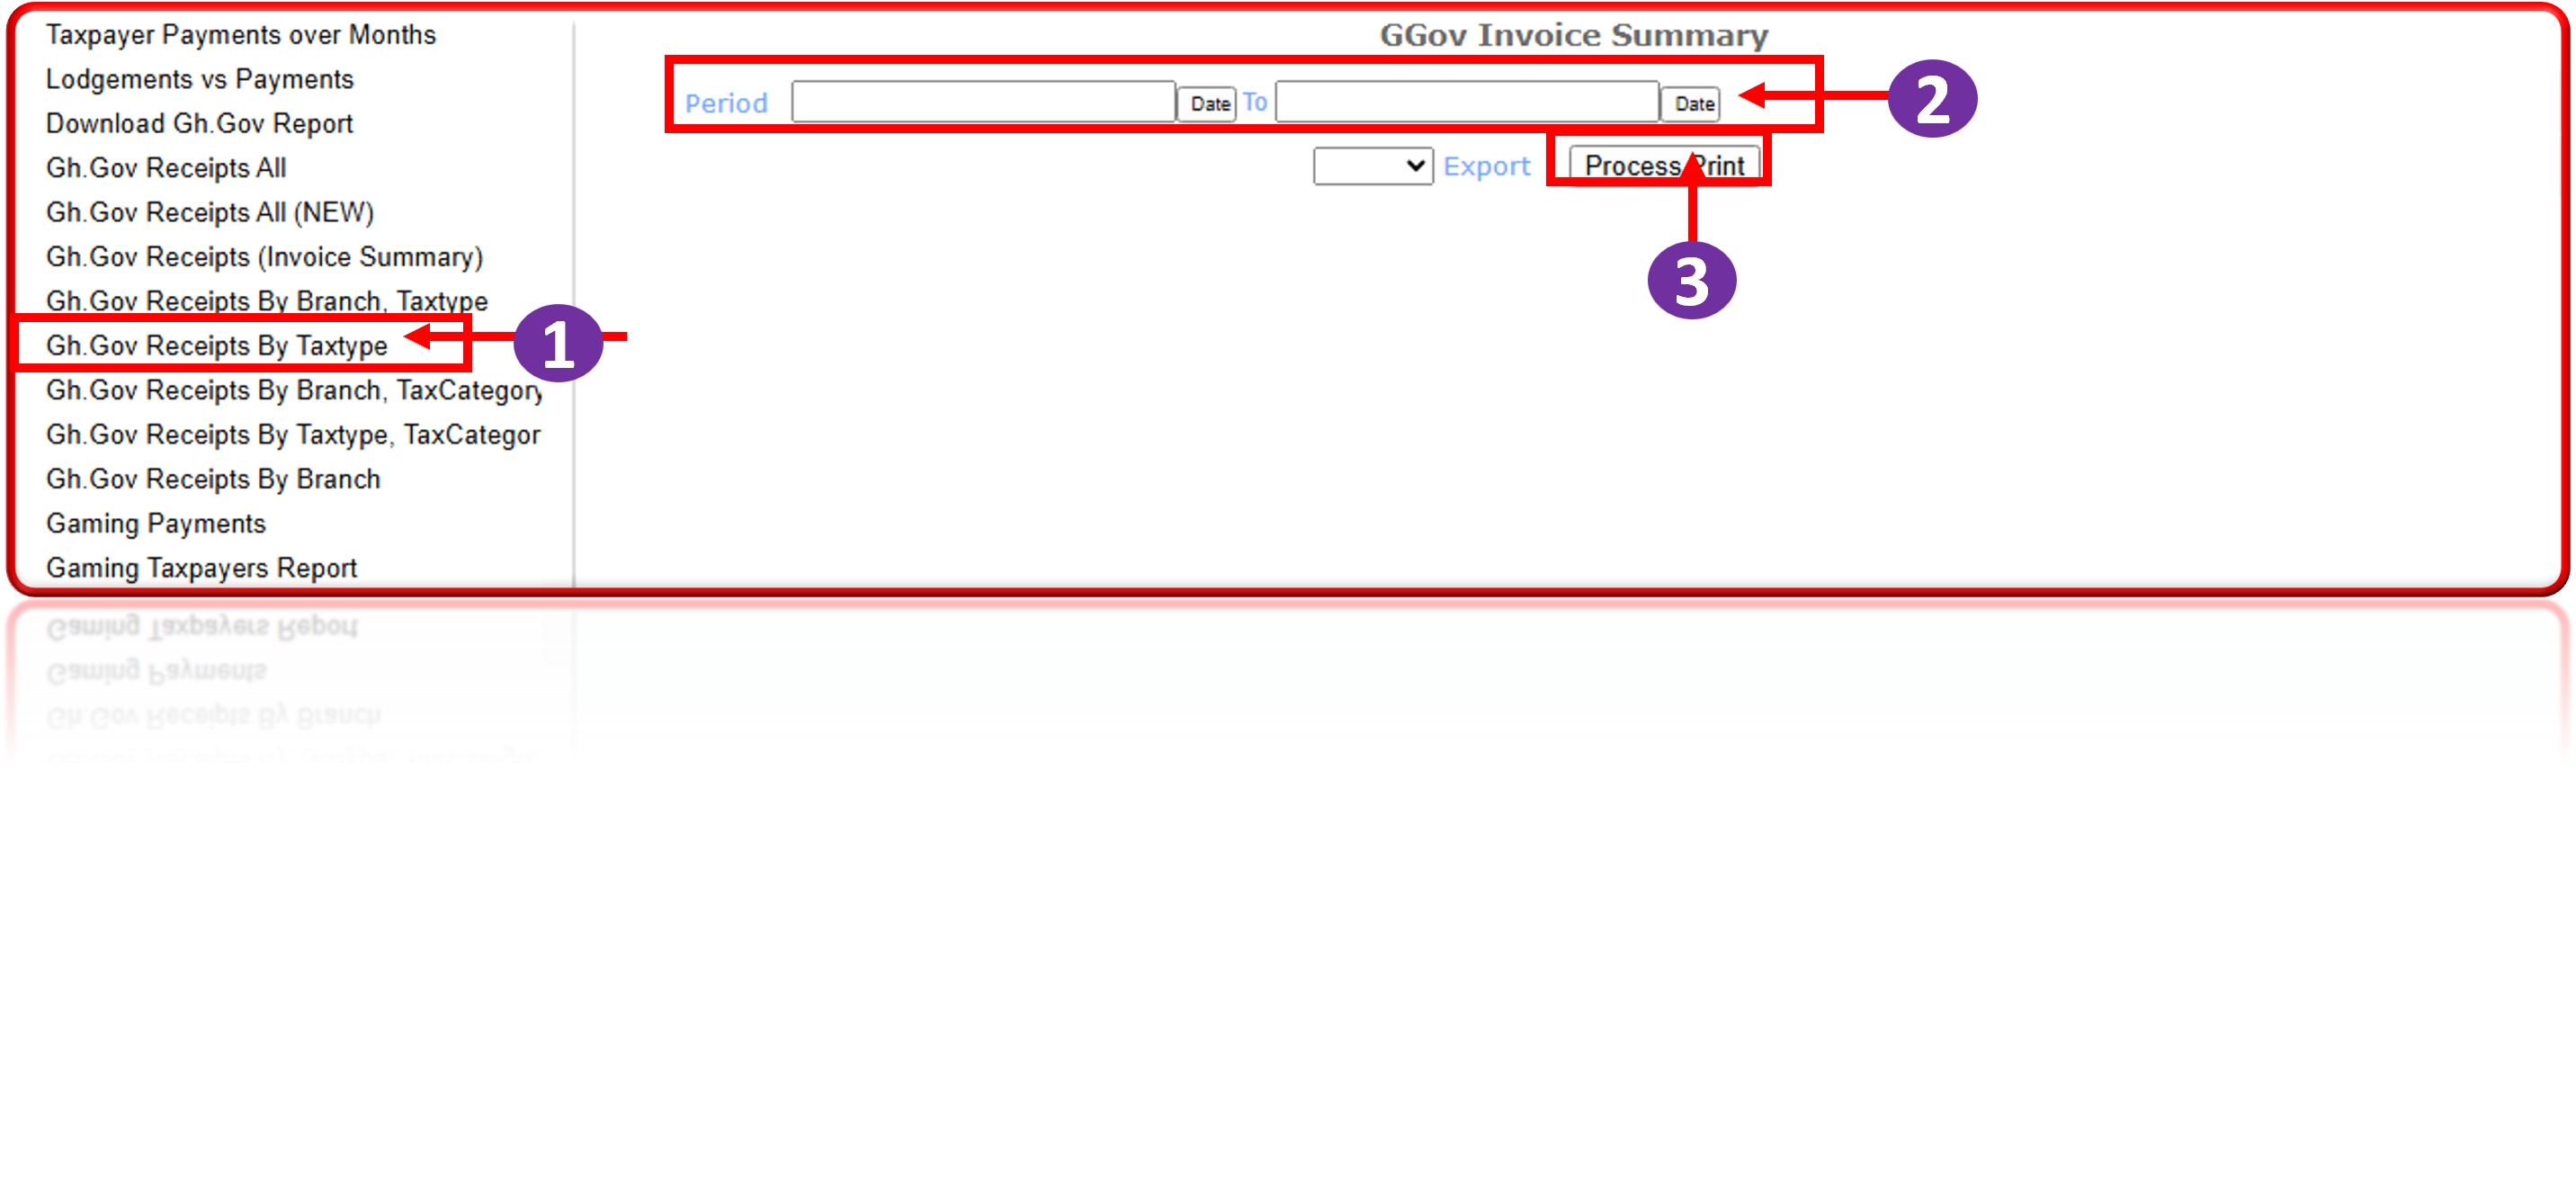 Taxpayer Payments over Months
Lodgements vs Payments
Download Gh.Gov Report
Gh.Gov Receipts All
Gh.Gov Receipts All (NEW)
Gh.Gov Receipts (Invoice Summary)
Gh.Gov Receipts By Branch, Taxtype
Gh.Gov Receipts By Taxtype
1
Gh.Gov Receipts By Branch, TaxCategory
Gh.Gov Receipts By Taxtype, TaxCategor
Gh.Gov Receipts By Branch
Gaming Payments
Gaming Taxpayers Report
GGov Invoice Summary
Period Date To Date
2
Export Process Print
3